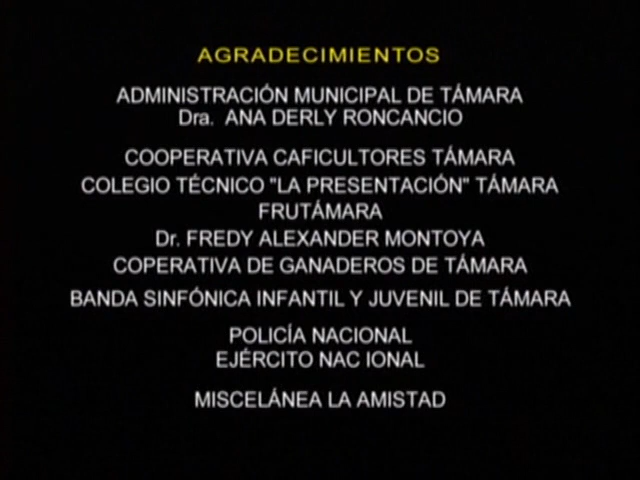 AGRADECIMIENTOS
ADMINISTRACIÓN MUNICIPAL DE TÁMARA
Dra. ANA DERLY RONCANCIO
COOPERATIVA CAFICULTORES TÁMARA
COLEGIO TÉCNICO "LA PRESENTACIÓN" TÁMARA
FRUTÁMARA
Dr. FREDY ALEXANDER MONTOYA
COPERATIVA DE GANADEROS DE TÁMARA
BANDA SINFÓNICA INFANTIL Y JUVENIL DE TÁMARA
POLICÍA NACIONAL
EJÉRCITO NAC IONAL
MISCELÁNEA LA AMISTAD